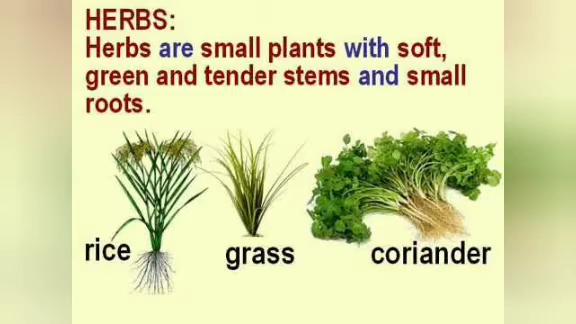 HERBS:
Herbs are small plants with soft,
green and tender stems and small
roots.
rice
grass
coriander